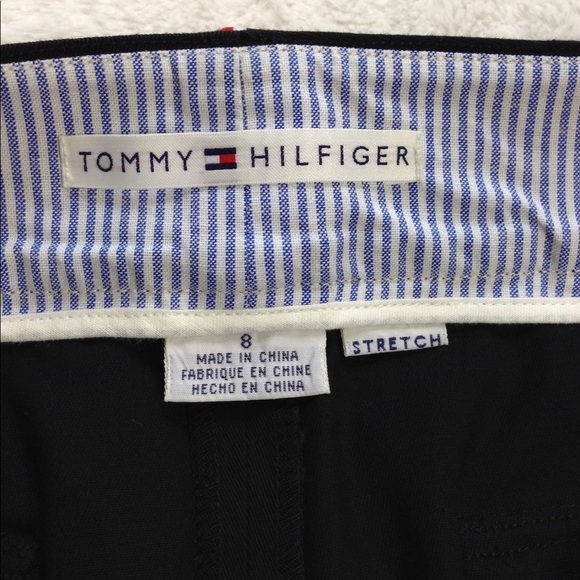 TOMMY HILFIGER
8
MADE IN CHINA
FABRIQUE EN CHINE
HECHO EN CHINA
STRETCH